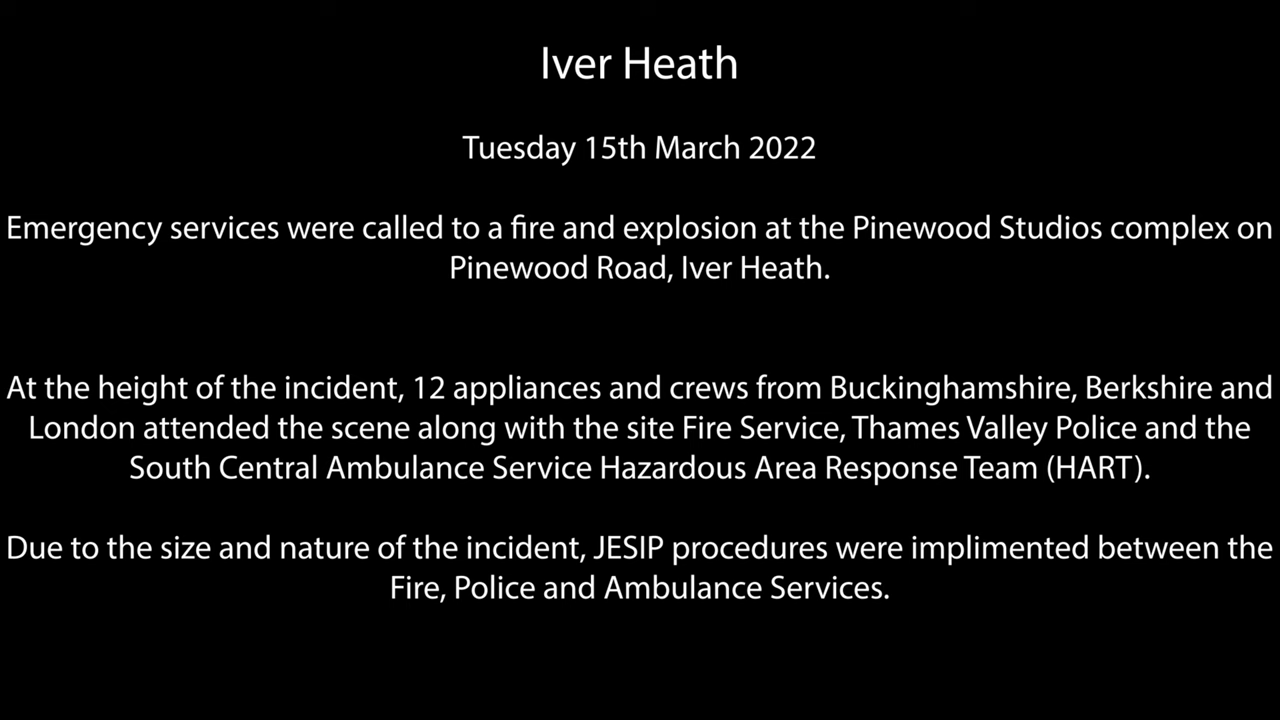 Iver Heath
Tuesday 15th March 2022
Emergency services were called to a fire and explosion at the Pinewood Studios complex on
Pinewood Road, Iver Heath.
At the height of the incident, 12 appliances and crews from Buckinghamshire, Berkshire and
London attended the scene along with the site Fire Service, Thames Valley Police and the
South Central Ambulance Service Hazardous Area Response Team (HART).
Due to the size and nature of the incident, JESIP procedures were implimented between the
Fire, Police and Ambulance Services.